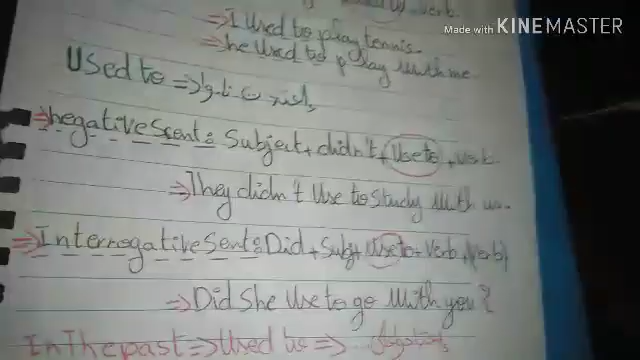 verb.
Made with KINEMASTER
⇒I used to play tennis.
⇒he used to play with me
Used to ⇒
⇒negative sent: Subject + didn't + use to + verb.
⇒They didn't use to study with
⇒Interrogative Sent: Did + Subj + use to + verb (verb)
⇒Did She use to go with you?
In The past ⇒ Used to ⇒